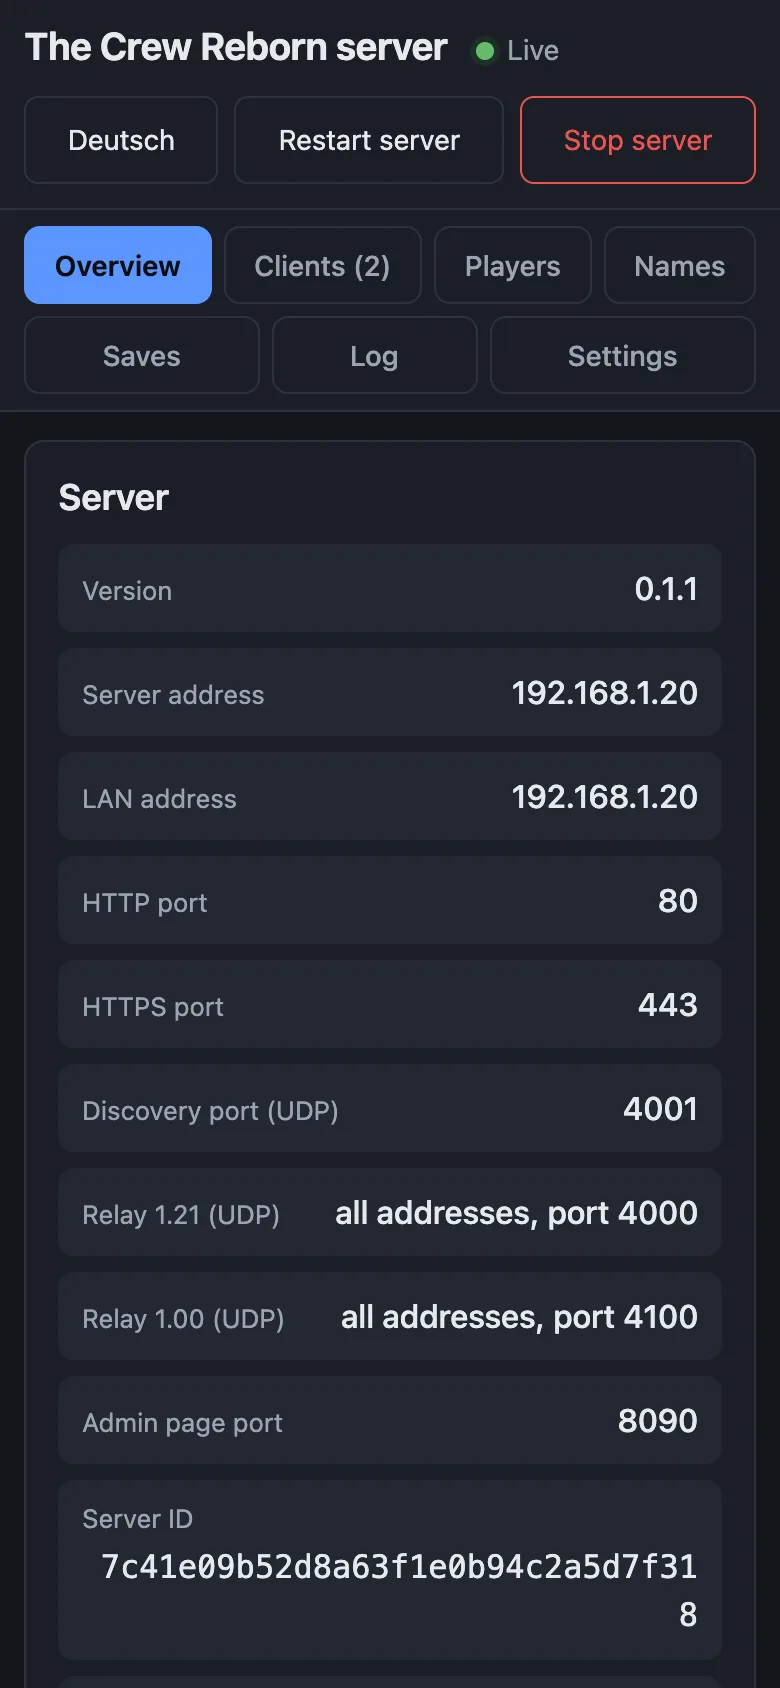 The Crew Reborn server
Live
Deutsch
Restart server
Stop server
Overview
Clients (2)
Players
Names
Saves
Log
Settings
Server
Version 0.1.1
Server address 192.168.1.20
LAN address 192.168.1.20
HTTP port 80
HTTPS port 443
Discovery port (UDP) 4001
Relay 1.21 (UDP) all addresses, port 4000
Relay 1.00 (UDP) all addresses, port 4100
Admin page port 8090
Server ID
7c41e09b52d8a63f1e0b94c2a5d7f31
8